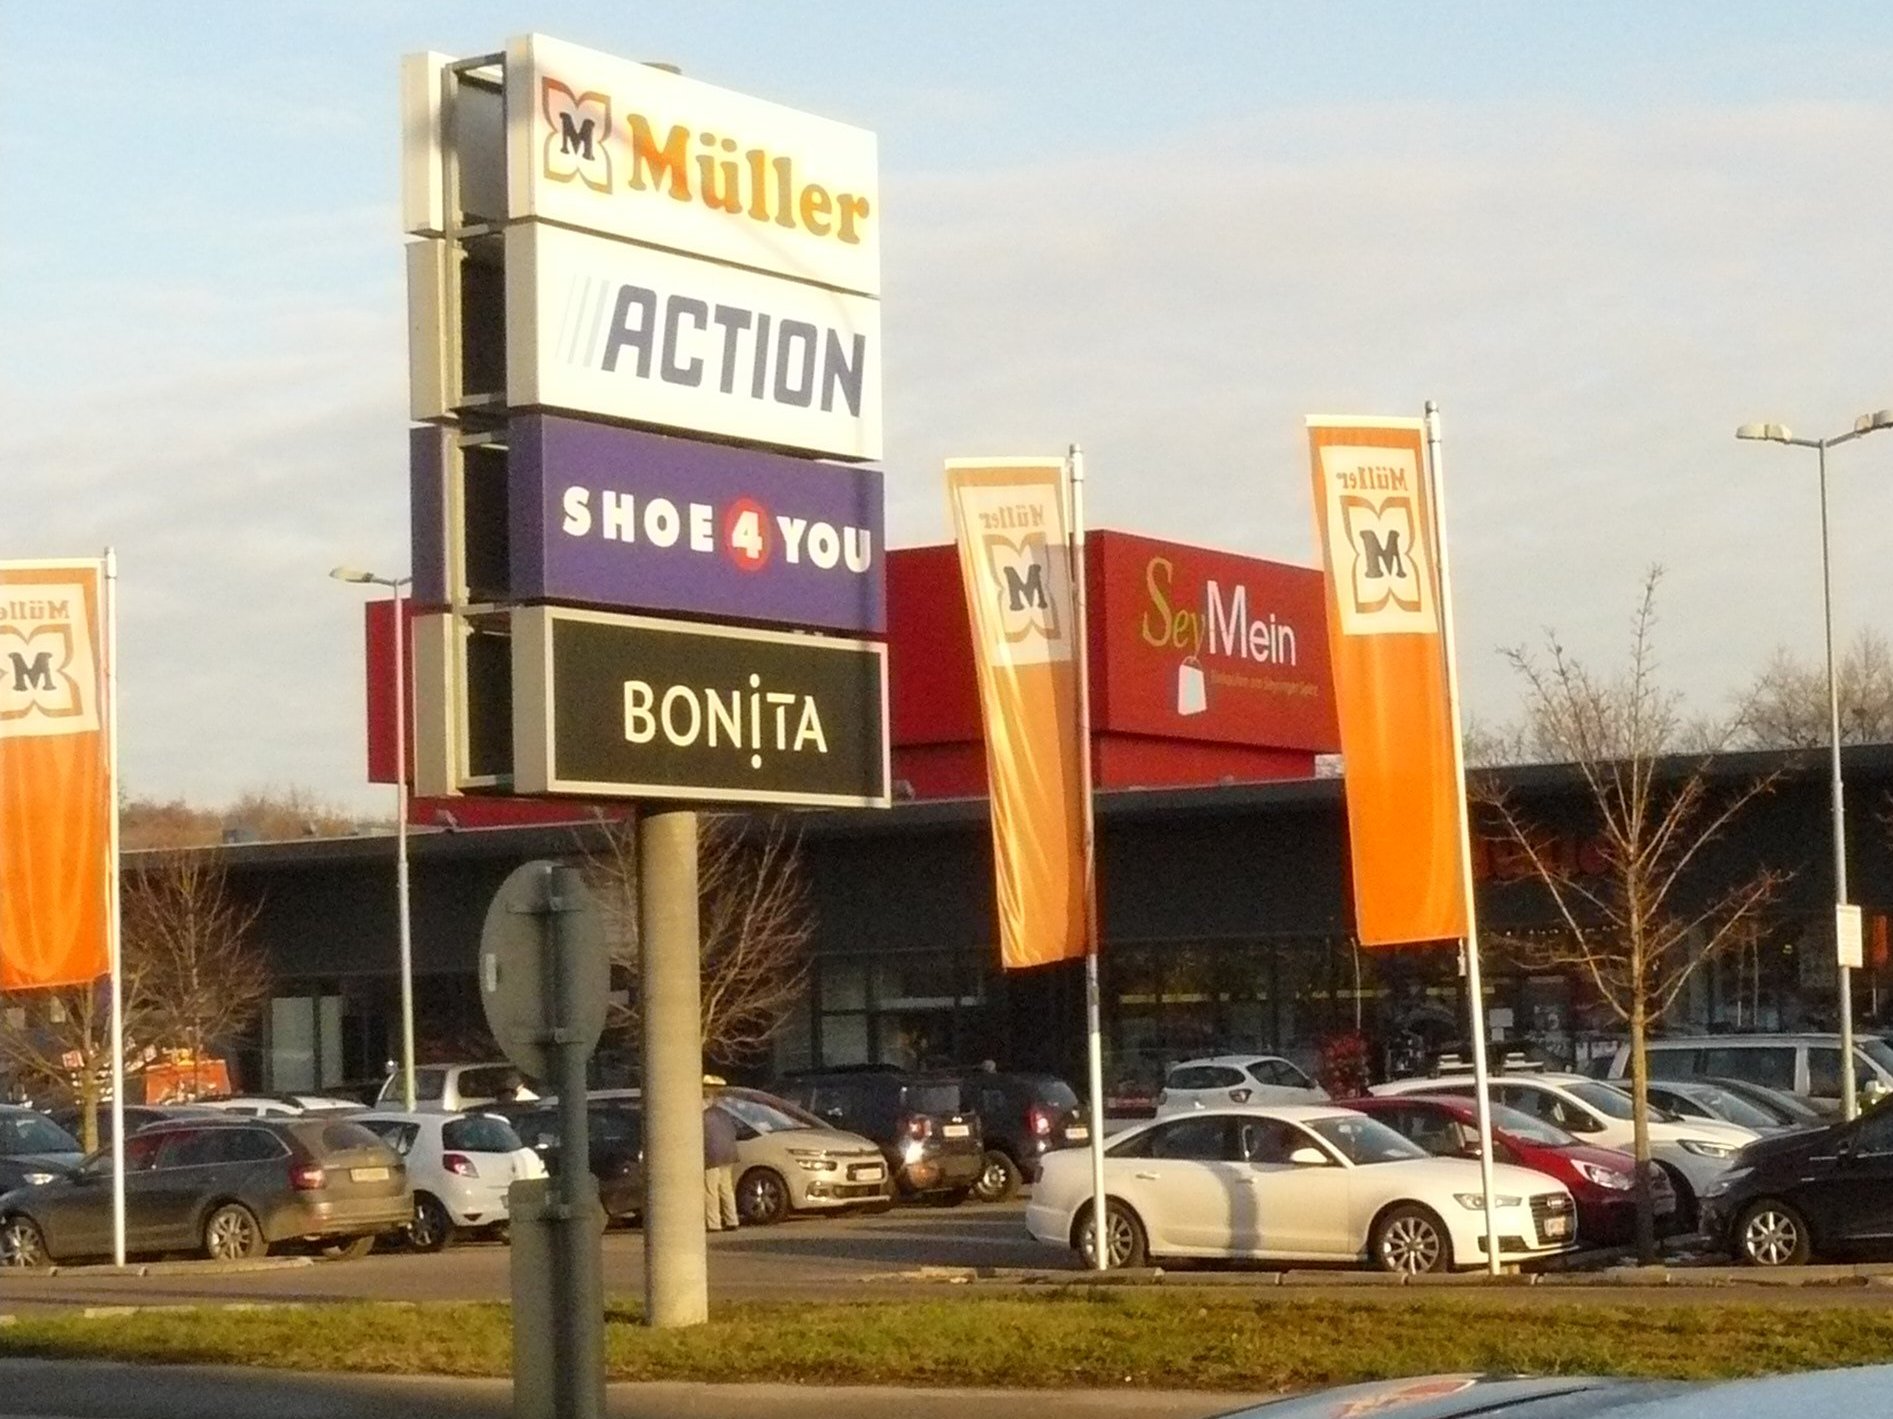 M Müller
ACTION
SHOE 4 YOU
BONiTA
Müller
M
Müller
M
Müller
M
SeyMein